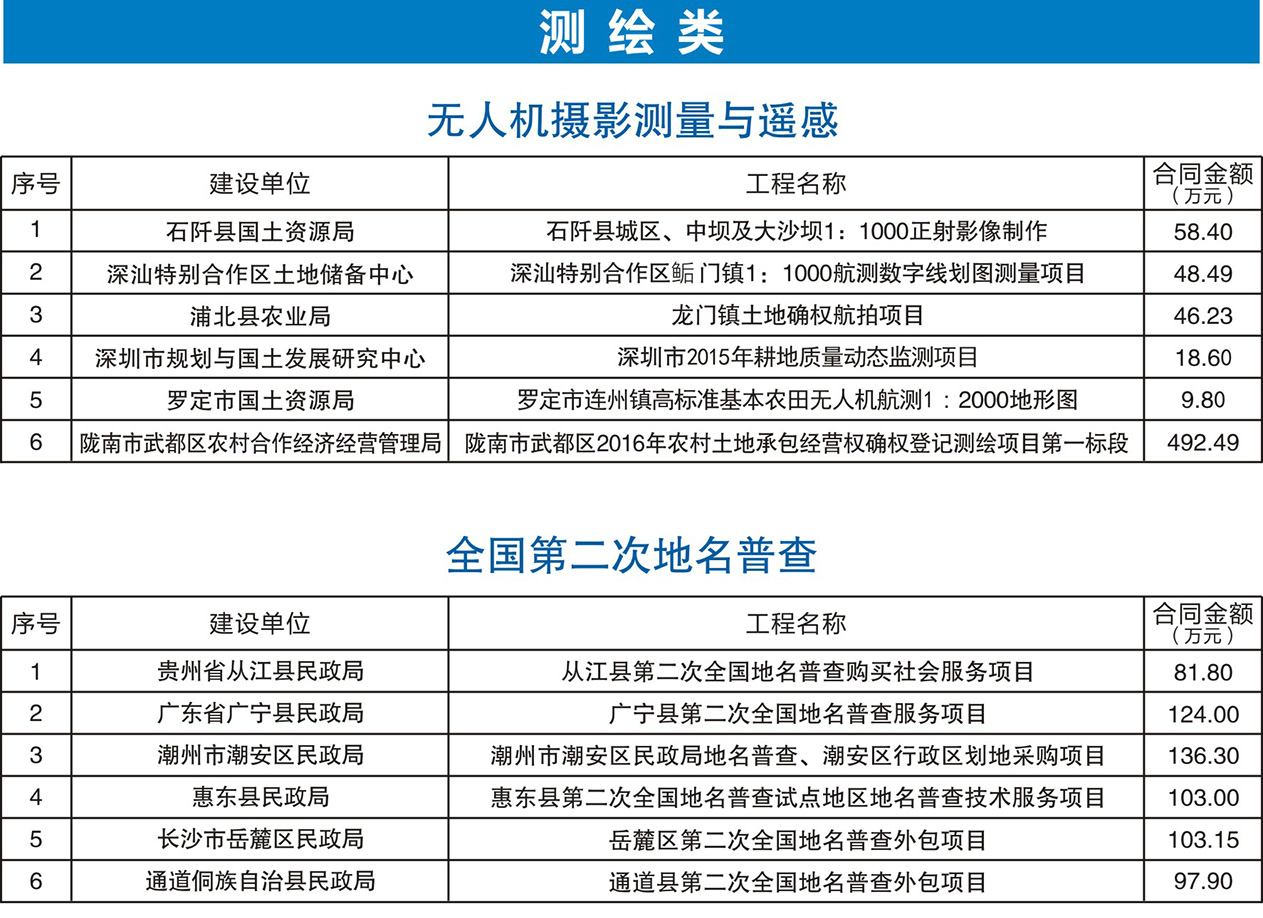 测绘类
无人机摄影测量与遥感
序号 建设单位 工程名称 合同金额（万元）
1 石阡县国土资源局 石阡县城区、中坝及大沙坝1：1000正射影像制作 58.40
2 深汕特别合作区土地储备中心 深汕特别合作区鲘门镇1：1000航测数字线划图测量项目 48.49
3 浦北县农业局 龙门镇土地确权航拍项目 46.23
4 深圳市规划与国土发展研究中心 深圳市2015年耕地质量动态监测项目 18.60
5 罗定市国土资源局 罗定市连州镇高标准基本农田无人机航测1：2000地形图 9.80
6 陇南市武都区农村合作经济经营管理局 陇南市武都区2016年农村土地承包经营权确权登记测绘项目第一标段 492.49
全国第二次地名普查
序号 建设单位 工程名称 合同金额（万元）
1 贵州省从江县民政局 从江县第二次全国地名普查购买社会服务项目 81.80
2 广东省广宁县民政局 广宁县第二次全国地名普查服务项目 124.00
3 潮州市潮安区民政局 潮州市潮安区民政局地名普查、潮安区行政区划地采购项目 136.30
4 惠东县民政局 惠东县第二次全国地名普查试点地区地名普查技术服务项目 103.00
5 长沙市岳麓区民政局 岳麓区第二次全国地名普查外包项目 103.15
6 通道侗族自治县民政局 通道县第二次全国地名普查外包项目 97.90